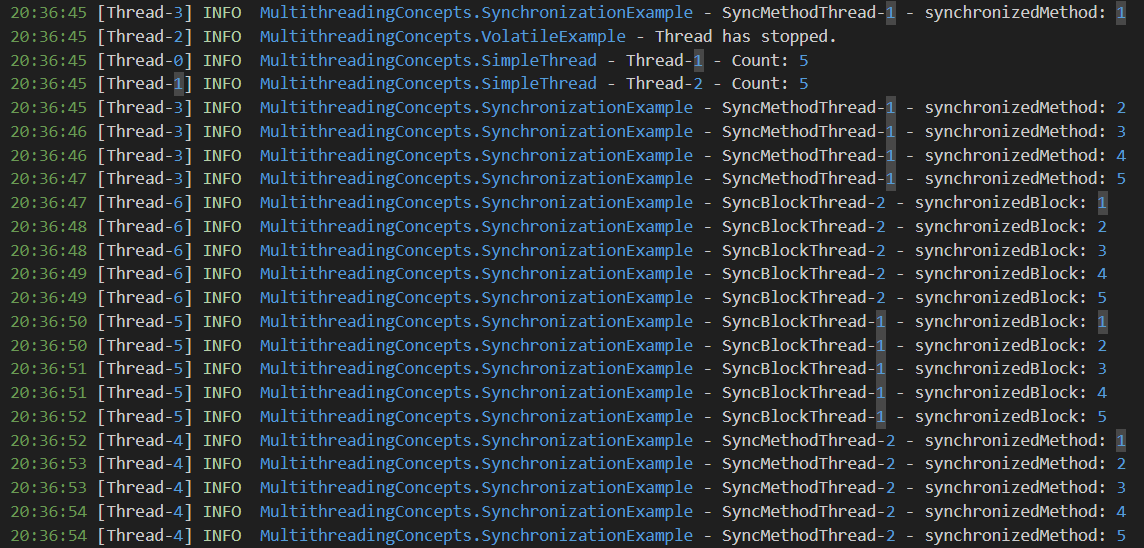 20:36:45 [Thread-3] INFO  MultithreadingConcepts.SynchronizationExample - SyncMethodThread-1 - synchronizedMethod: 1
20:36:45 [Thread-2] INFO  MultithreadingConcepts.VolatileExample - Thread has stopped.
20:36:45 [Thread-0] INFO  MultithreadingConcepts.SimpleThread - Thread-1 - Count: 5
20:36:45 [Thread-1] INFO  MultithreadingConcepts.SimpleThread - Thread-2 - Count: 5
20:36:45 [Thread-3] INFO  MultithreadingConcepts.SynchronizationExample - SyncMethodThread-1 - synchronizedMethod: 2
20:36:46 [Thread-3] INFO  MultithreadingConcepts.SynchronizationExample - SyncMethodThread-1 - synchronizedMethod: 3
20:36:46 [Thread-3] INFO  MultithreadingConcepts.SynchronizationExample - SyncMethodThread-1 - synchronizedMethod: 4
20:36:47 [Thread-3] INFO  MultithreadingConcepts.SynchronizationExample - SyncMethodThread-1 - synchronizedMethod: 5
20:36:47 [Thread-6] INFO  MultithreadingConcepts.SynchronizationExample - SyncBlockThread-2 - synchronizedBlock: 1
20:36:48 [Thread-6] INFO  MultithreadingConcepts.SynchronizationExample - SyncBlockThread-2 - synchronizedBlock: 2
20:36:48 [Thread-6] INFO  MultithreadingConcepts.SynchronizationExample - SyncBlockThread-2 - synchronizedBlock: 3
20:36:49 [Thread-6] INFO  MultithreadingConcepts.SynchronizationExample - SyncBlockThread-2 - synchronizedBlock: 4
20:36:49 [Thread-6] INFO  MultithreadingConcepts.SynchronizationExample - SyncBlockThread-2 - synchronizedBlock: 5
20:36:50 [Thread-5] INFO  MultithreadingConcepts.SynchronizationExample - SyncBlockThread-1 - synchronizedBlock: 1
20:36:50 [Thread-5] INFO  MultithreadingConcepts.SynchronizationExample - SyncBlockThread-1 - synchronizedBlock: 2
20:36:51 [Thread-5] INFO  MultithreadingConcepts.SynchronizationExample - SyncBlockThread-1 - synchronizedBlock: 3
20:36:51 [Thread-5] INFO  MultithreadingConcepts.SynchronizationExample - SyncBlockThread-1 - synchronizedBlock: 4
20:36:52 [Thread-5] INFO  MultithreadingConcepts.SynchronizationExample - SyncBlockThread-1 - synchronizedBlock: 5
20:36:52 [Thread-4] INFO  MultithreadingConcepts.SynchronizationExample - SyncMethodThread-2 - synchronizedMethod: 1
20:36:53 [Thread-4] INFO  MultithreadingConcepts.SynchronizationExample - SyncMethodThread-2 - synchronizedMethod: 2
20:36:53 [Thread-4] INFO  MultithreadingConcepts.SynchronizationExample - SyncMethodThread-2 - synchronizedMethod: 3
20:36:54 [Thread-4] INFO  MultithreadingConcepts.SynchronizationExample - SyncMethodThread-2 - synchronizedMethod: 4
20:36:54 [Thread-4] INFO  MultithreadingConcepts.SynchronizationExample - SyncMethodThread-2 - synchronizedMethod: 5